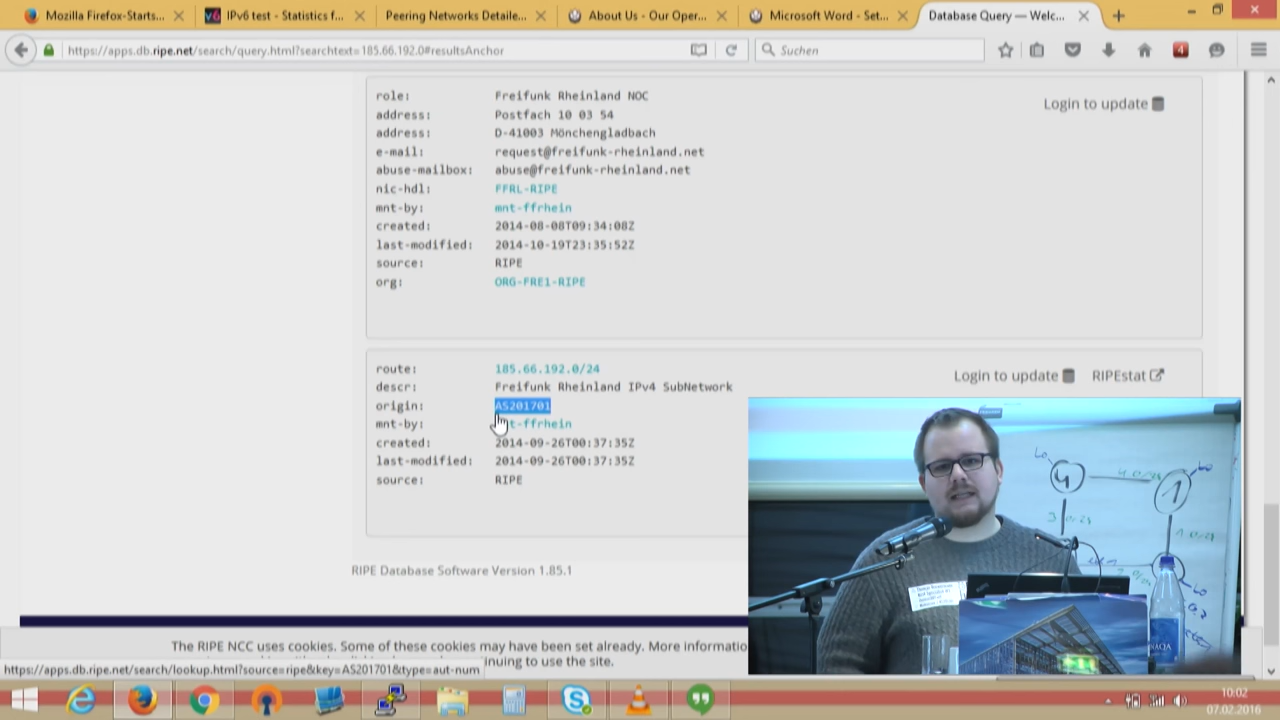 Mozilla Firefox-Starts...
IPv6 test - Statistics f...
Peering Networks Detaile...
About Us - Our Oper...
Microsoft Word - Set...
Database Query — Welc...
https://apps.db.ripe.net/search/query.html?searchtext=185.66.192.0#resultsAnchor
Suchen
4
role: Freifunk Rheinland NOC
Login to update
address: Postfach 10 03 54
address: D-41003 Mönchengladbach
e-mail: request@freifunk-rheinland.net
abuse-mailbox: abuse@freifunk-rheinland.net
nic-hdl: FFRL-RIPE
mnt-by: mnt-ffrhein
created: 2014-08-08T09:34:08Z
last-modified: 2014-10-19T23:35:52Z
source: RIPE
org: ORG-FRE1-RIPE
route: 185.66.192.0/24
Login to update RIPEstat
descr: Freifunk Rheinland IPv4 SubNetwork
origin: AS201701
mnt-by: mnt-ffrhein
created: 2014-09-26T00:37:35Z
last-modified: 2014-09-26T00:37:35Z
source: RIPE
RIPE Database Software Version 1.85.1
The RIPE NCC uses cookies. Some of these cookies may have been set already. More informatio
inuing to use the site.
https://apps.db.ripe.net/search/lookup.html?source=ripe&key=AS201701&type=aut-num
Lo
4
1
Lo
Lo
10:02
07.02.2016